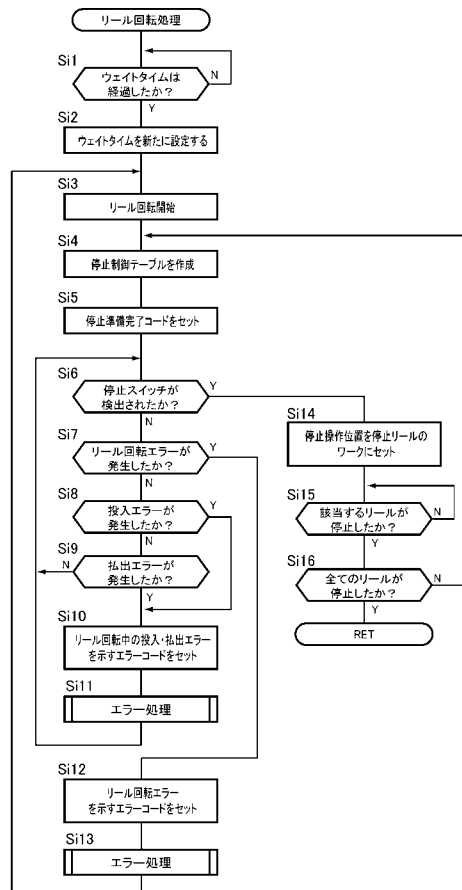 リール回転処理
Si1
ウェイトタイムは
経過したか?
N
Y
Si2
ウェイトタイムを新たに設定する
Si3
リール回転開始
Si4
停止制御テーブルを作成
Si5
停止準備完了コードをセット
Si6
停止スイッチが
検出されたか?
Y
N
Si7
リール回転エラーが
発生したか?
Y
N
Si8
投入エラーが
発生したか?
Y
N
Si9
払出エラーが
発生したか?
N
Y
Si10
リール回転中の投入・払出エラー
を示すエラーコードをセット
Si11
エラー処理
Si12
リール回転エラー
を示すエラーコードをセット
Si13
エラー処理
Si14
停止操作位置を停止リールの
ワークにセット
Si15
該当するリールが
停止したか?
N
Y
Si16
全てのリールが
停止したか?
N
Y
RET